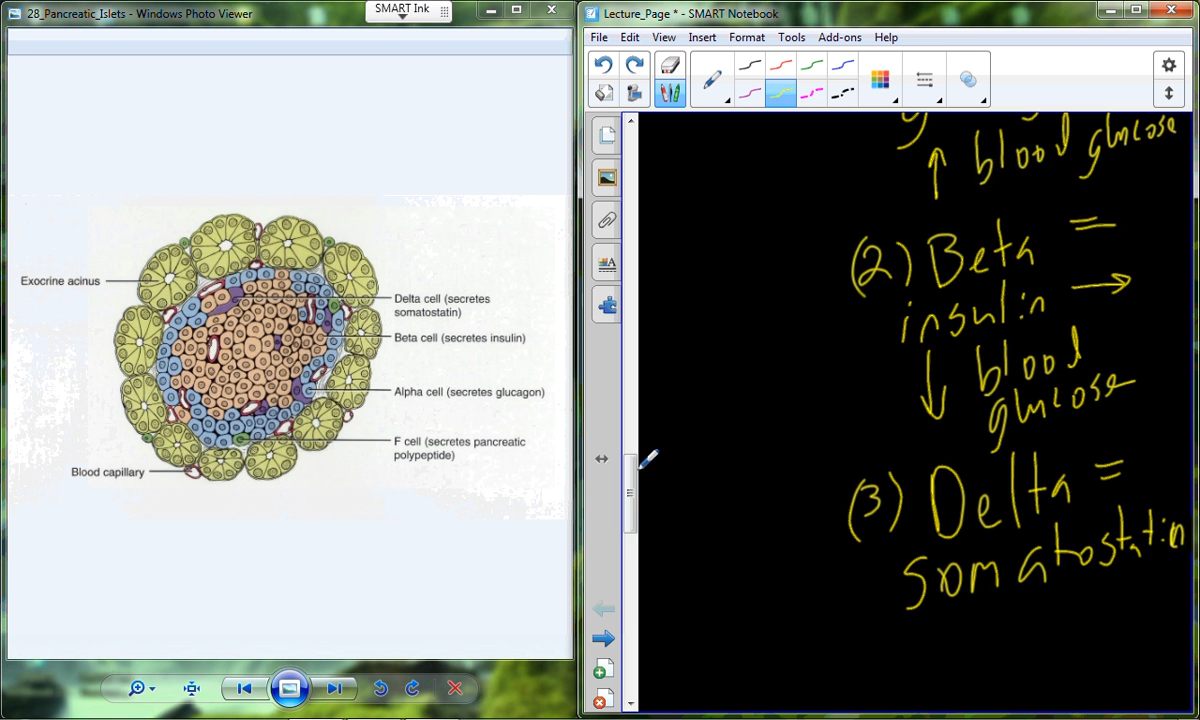 28_Pancreatic_Islets - Windows Photo Viewer
SMART Ink
Exocrine acinus
Delta cell (secretes
somatostatin)
Beta cell (secretes insulin)
Alpha cell (secretes glucagon)
F cell (secretes pancreatic
polypeptide)
Blood capillary
Lecture_Page * - SMART Notebook
File Edit View Insert Format Tools Add-ons Help
↑ blood glucose
(2) Beta =
insulin →
↓ blood
glucose
(3) Delta =
somatostatin